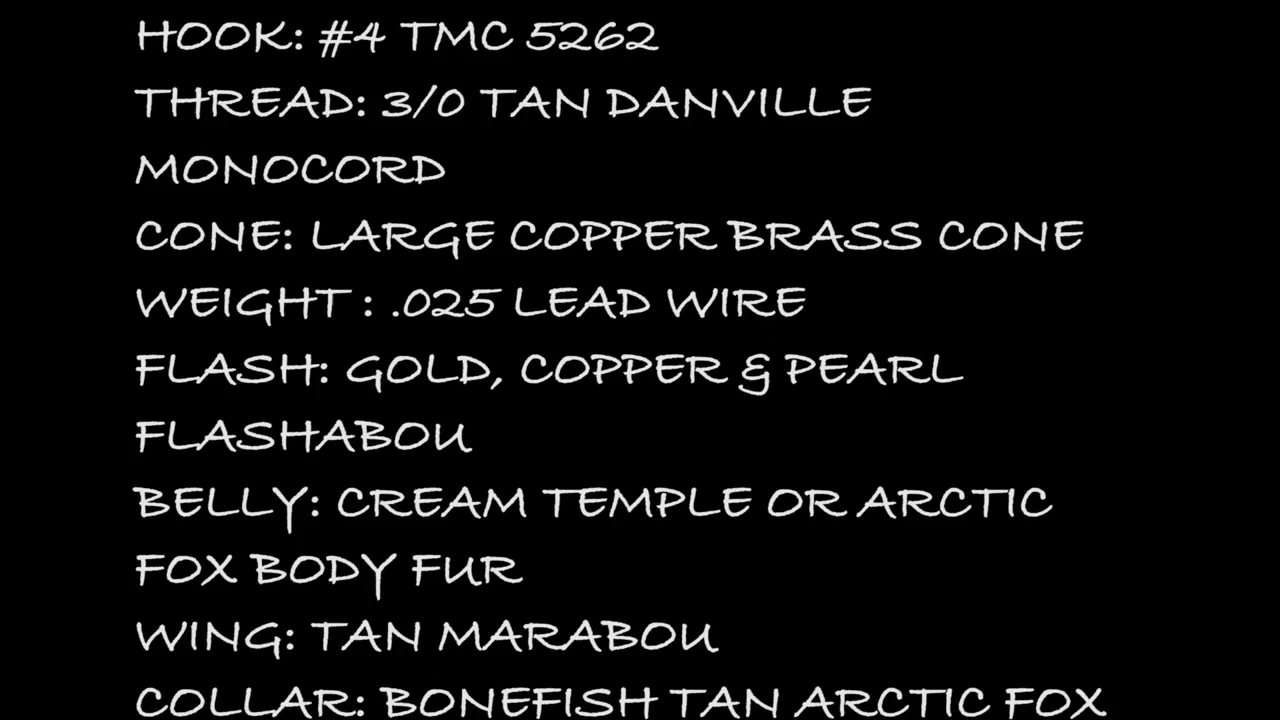 HOOK: #4 TMC 5262
THREAD: 3/0 TAN DANVILLE
MONOCORD
CONE: LARGE COPPER BRASS CONE
WEIGHT : .025 LEAD WIRE
FLASH: GOLD, COPPER & PEARL
FLASHABOU
BELLY: CREAM TEMPLE OR ARCTIC
FOX BODY FUR
WING: TAN MARABOU
COLLAR: BONEFISH TAN ARCTIC FOX